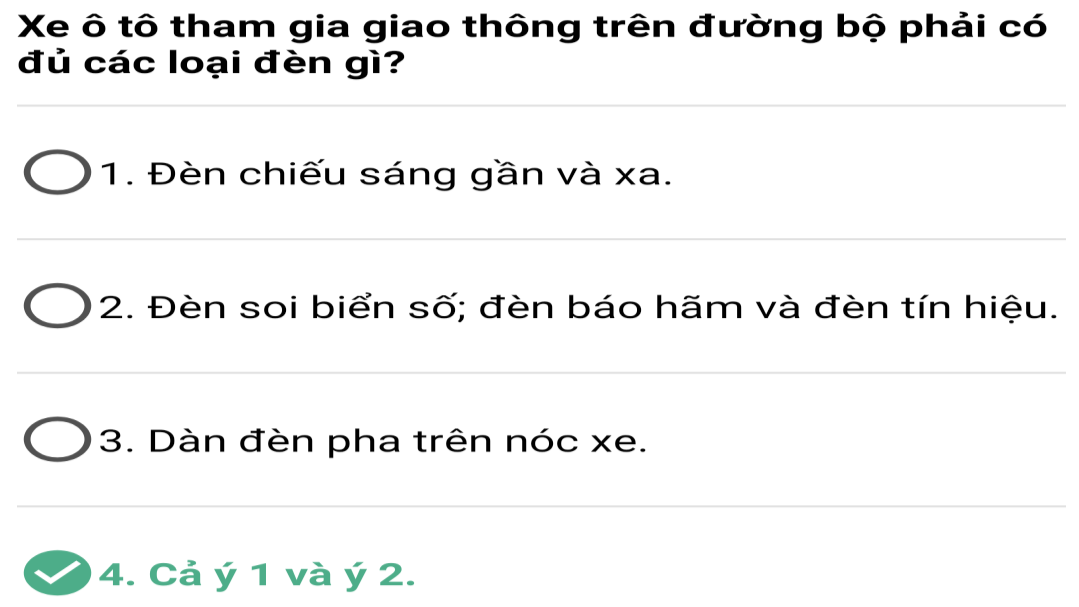 Xe ô tô tham gia giao thông trên đường bộ phải có
đủ các loại đèn gì?
1. Đèn chiếu sáng gần và xa.
2. Đèn soi biển số; đèn báo hãm và đèn tín hiệu.
3. Dàn đèn pha trên nóc xe.
4. Cả ý 1 và ý 2.